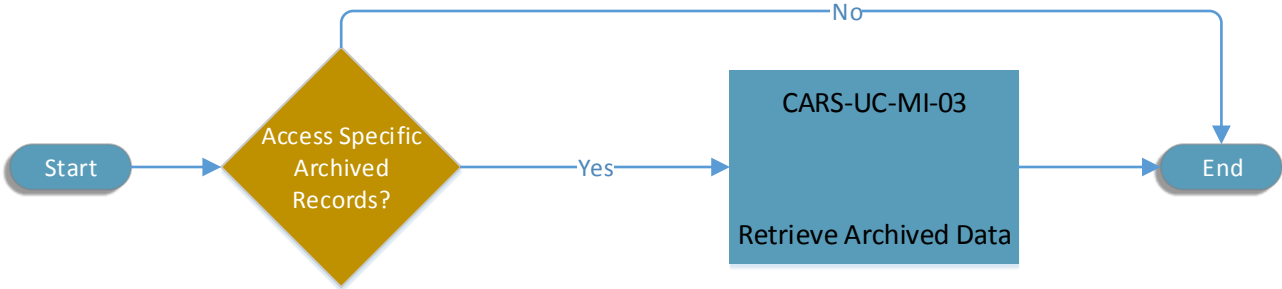 No
Start
Access Specific
Archived
Records?
Yes
CARS-UC-MI-03
Retrieve Archived Data
End